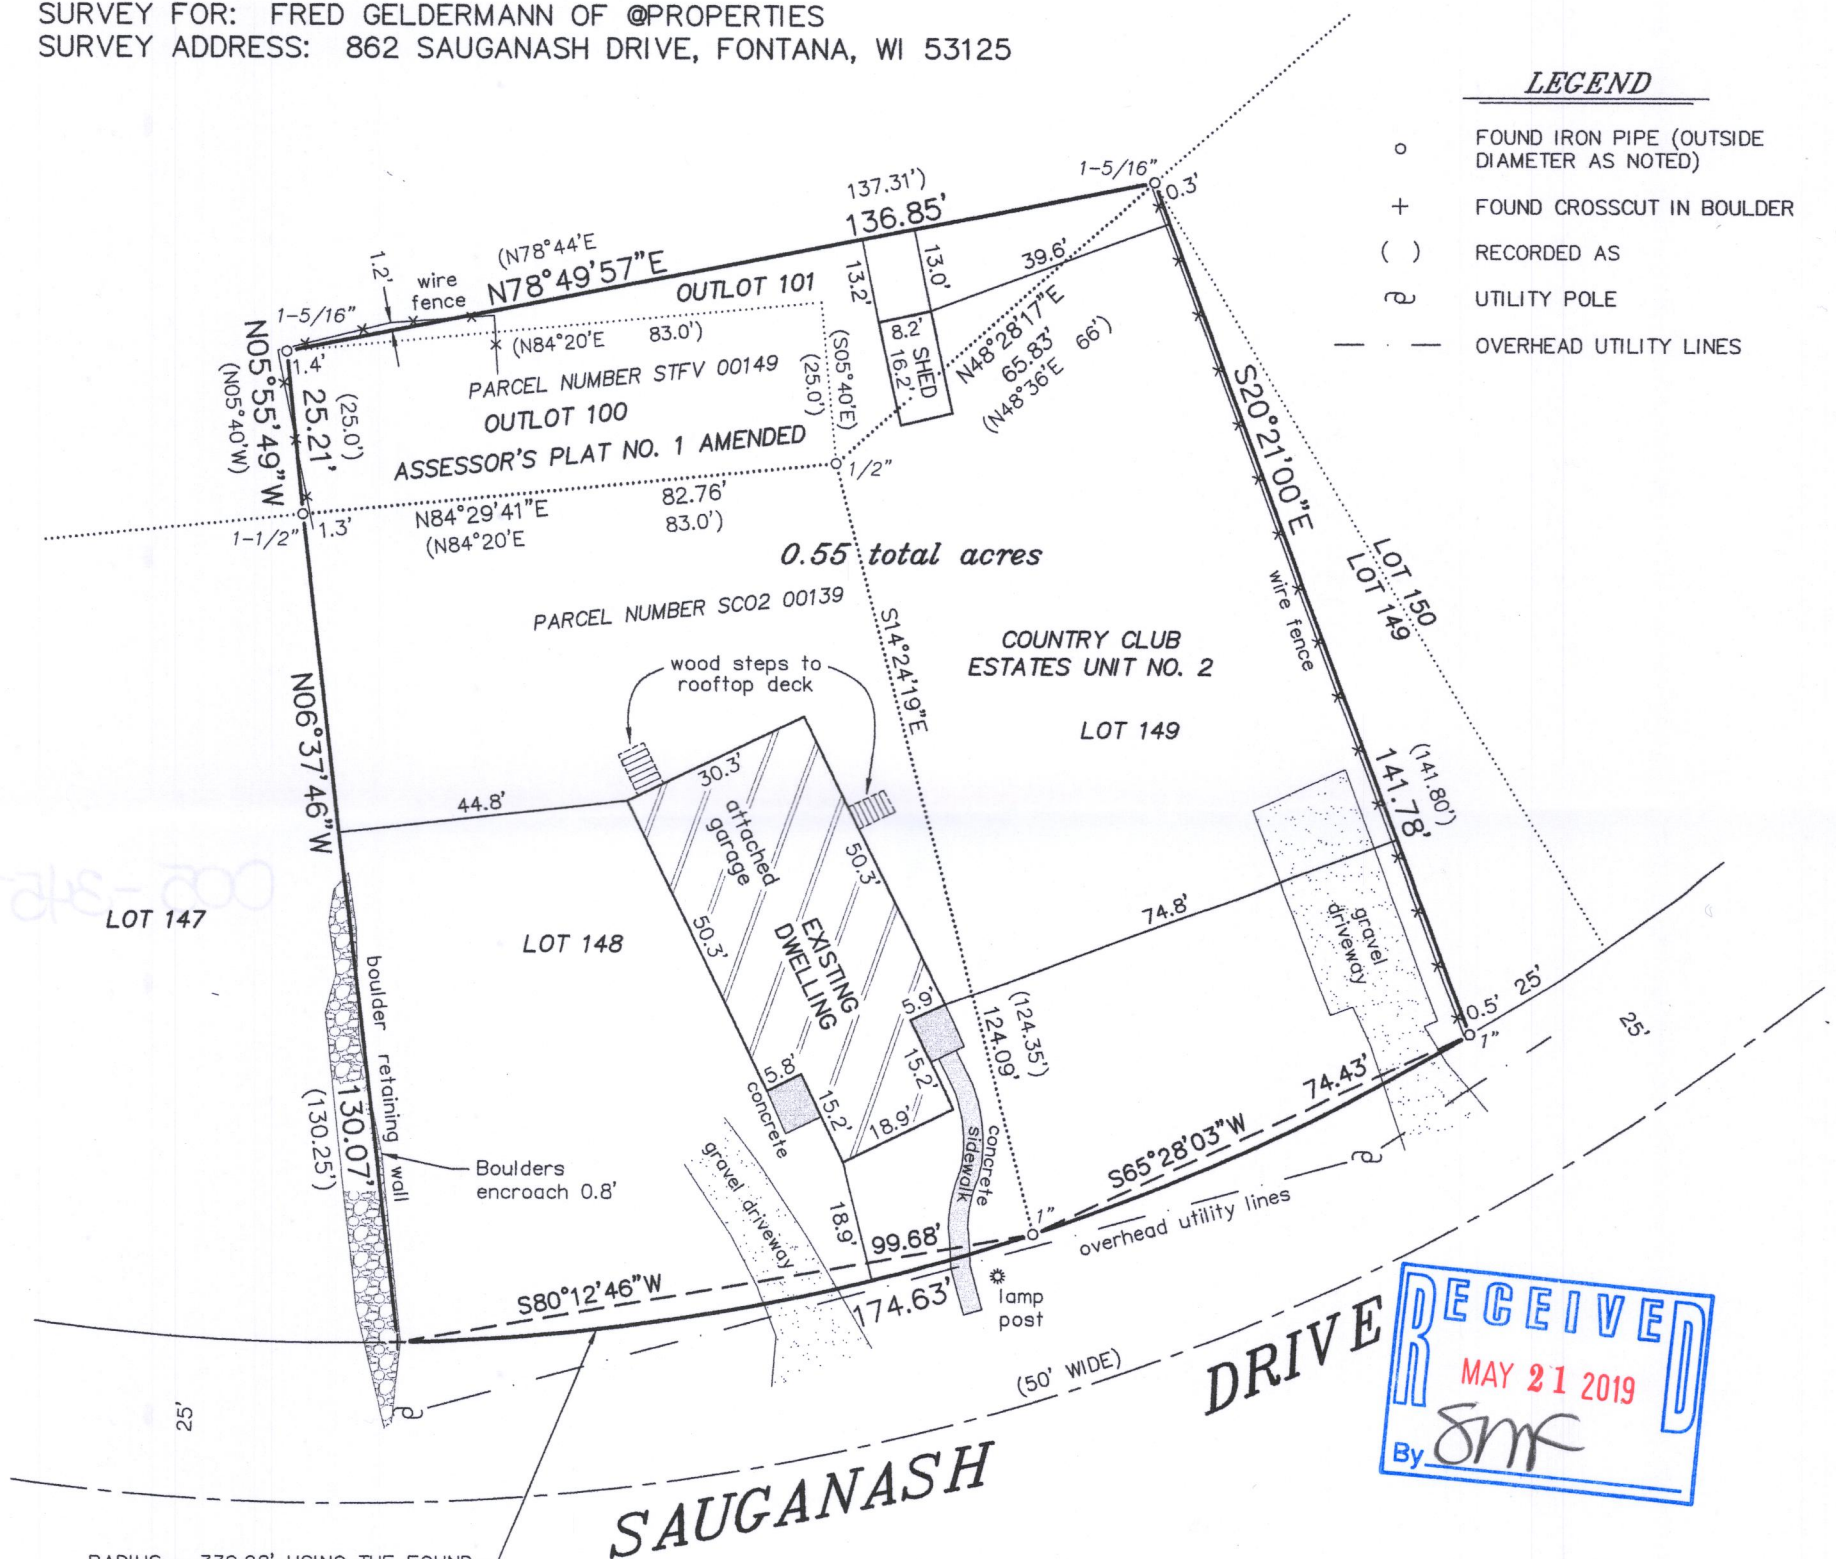 SURVEY FOR: FRED GELDERMANN OF @PROPERTIES
SURVEY ADDRESS: 862 SAUGANASH DRIVE, FONTANA, WI 53125
LEGEND
FOUND IRON PIPE (OUTSIDE
DIAMETER AS NOTED)
+ FOUND CROSSCUT IN BOULDER
( ) RECORDED AS
UTILITY POLE
OVERHEAD UTILITY LINES
1-5/16"
0.3'
137.31')
136.85'
(N78°44'E
N78°49'57"E
1.2'
wire
fence
OUTLOT 101
13.2'
13.0'
39.6'
1-5/16"
1.4'
(N84°20'E 83.0')
PARCEL NUMBER STFV 00149
OUTLOT 100
ASSESSOR'S PLAT NO. 1 AMENDED
(S05°40'E)
(25.0')
8.2'
16.2'
SHED
N48°28'17"E
65.83'
(N48°36'E 66')
N05°55'49"W
(N05°40'W)
25.21'
(25.0')
1/2"
82.76'
N84°29'41"E
83.0')
(N84°20'E
1-1/2"
1.3'
S20°21'00"E
wire fence
LOT 150
LOT 149
0.55 total acres
PARCEL NUMBER SCO2 00139
S14°24'19"E
COUNTRY CLUB
ESTATES UNIT NO. 2
LOT 149
wood steps to
rooftop deck
N06°37'46"W
44.8'
30.3'
attached
garage
50.3'
50.3'
EXISTING
DWELLING
141.78'
(141.80')
74.8'
gravel
driveway
LOT 147
LOT 148
005-345
boulder retaining wall
130.07'
(130.25')
Boulders
encroach 0.8'
5.9'
15.2'
5.8'
15.2'
18.9'
concrete
concrete
sidewalk
(124.35')
124.09'
0.5'
25'
1"
25'
74.43'
S65°28'03"W
gravel driveway
18.9'
99.68'
1"
overhead utility lines
S80°12'46"W
174.63'
lamp
post
(50' WIDE)
25'
SAUGANASH DRIVE
RECEIVED
MAY 21 2019
By SMF